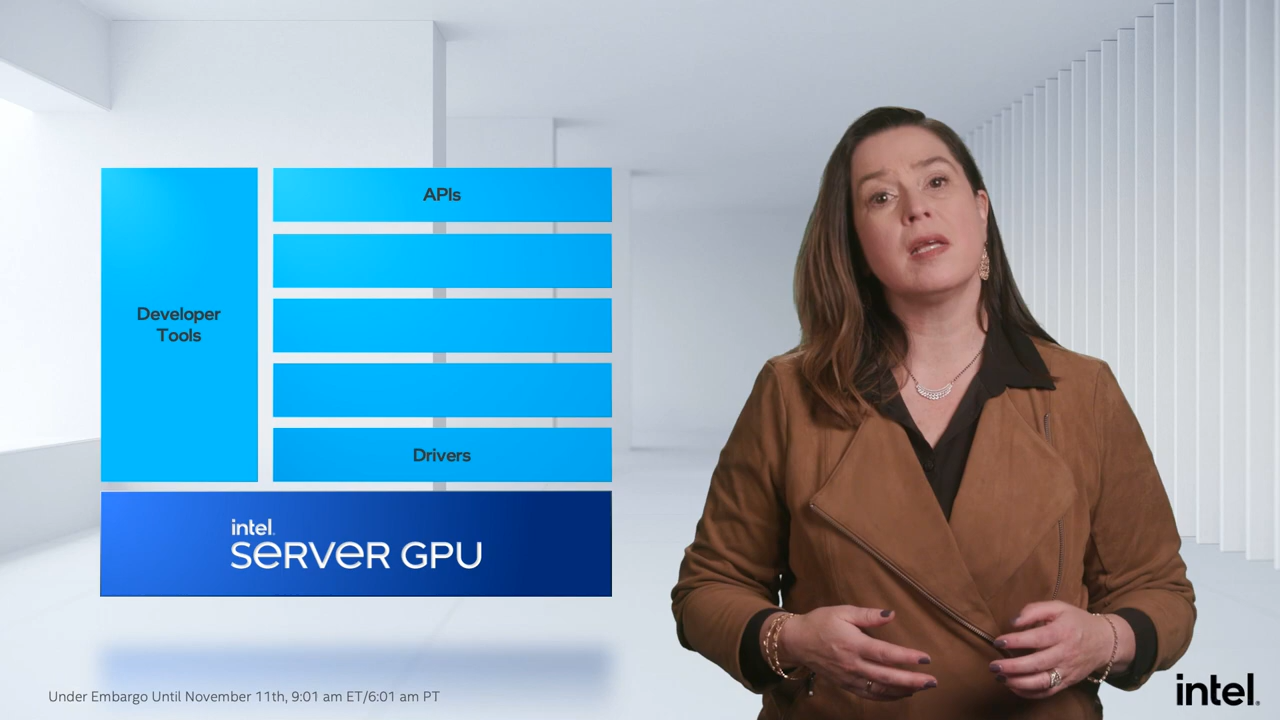 APIs
Developer
Tools
Drivers
intel.
SERVER GPU
Under Embargo Until November 11th, 9:01 am ET/6:01 am PT
intel.